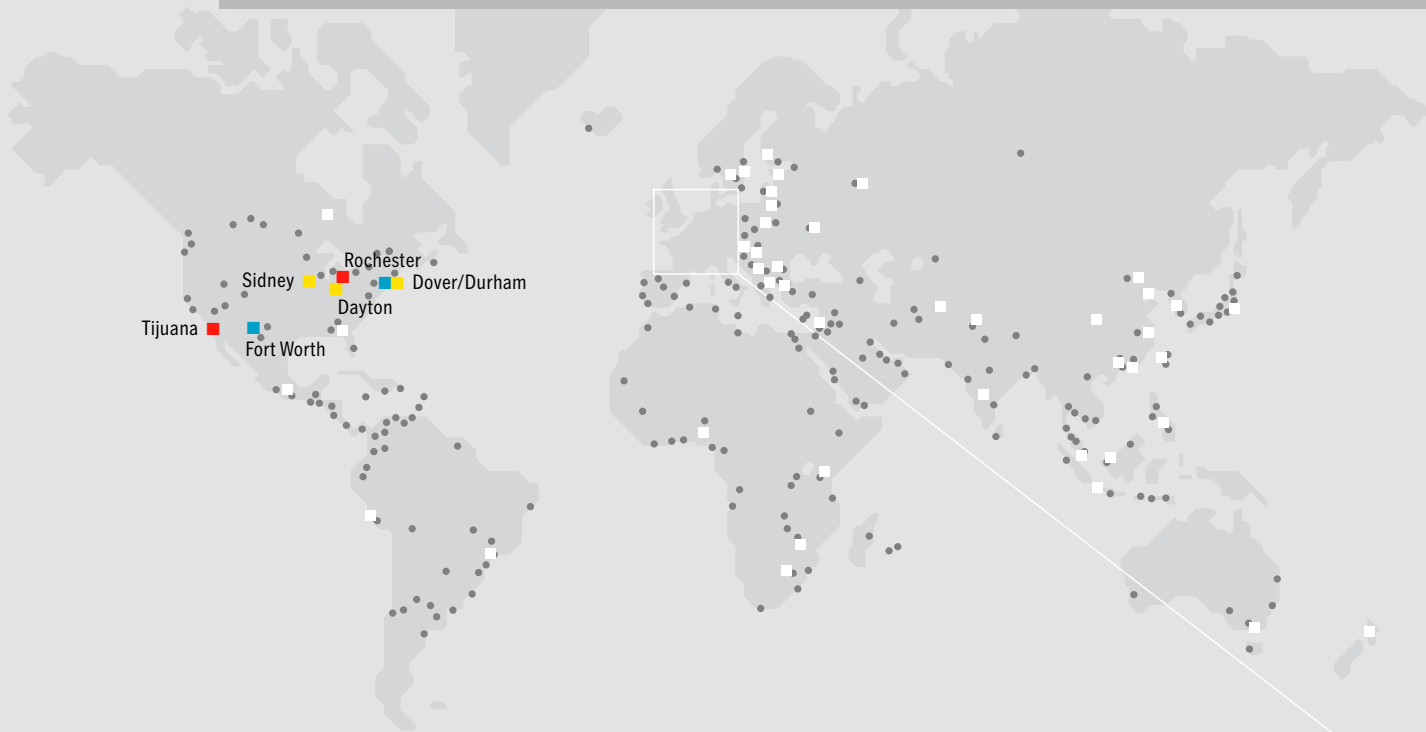 Rochester
Sidney
Dover/Durham
Dayton
Tijuana
Fort Worth